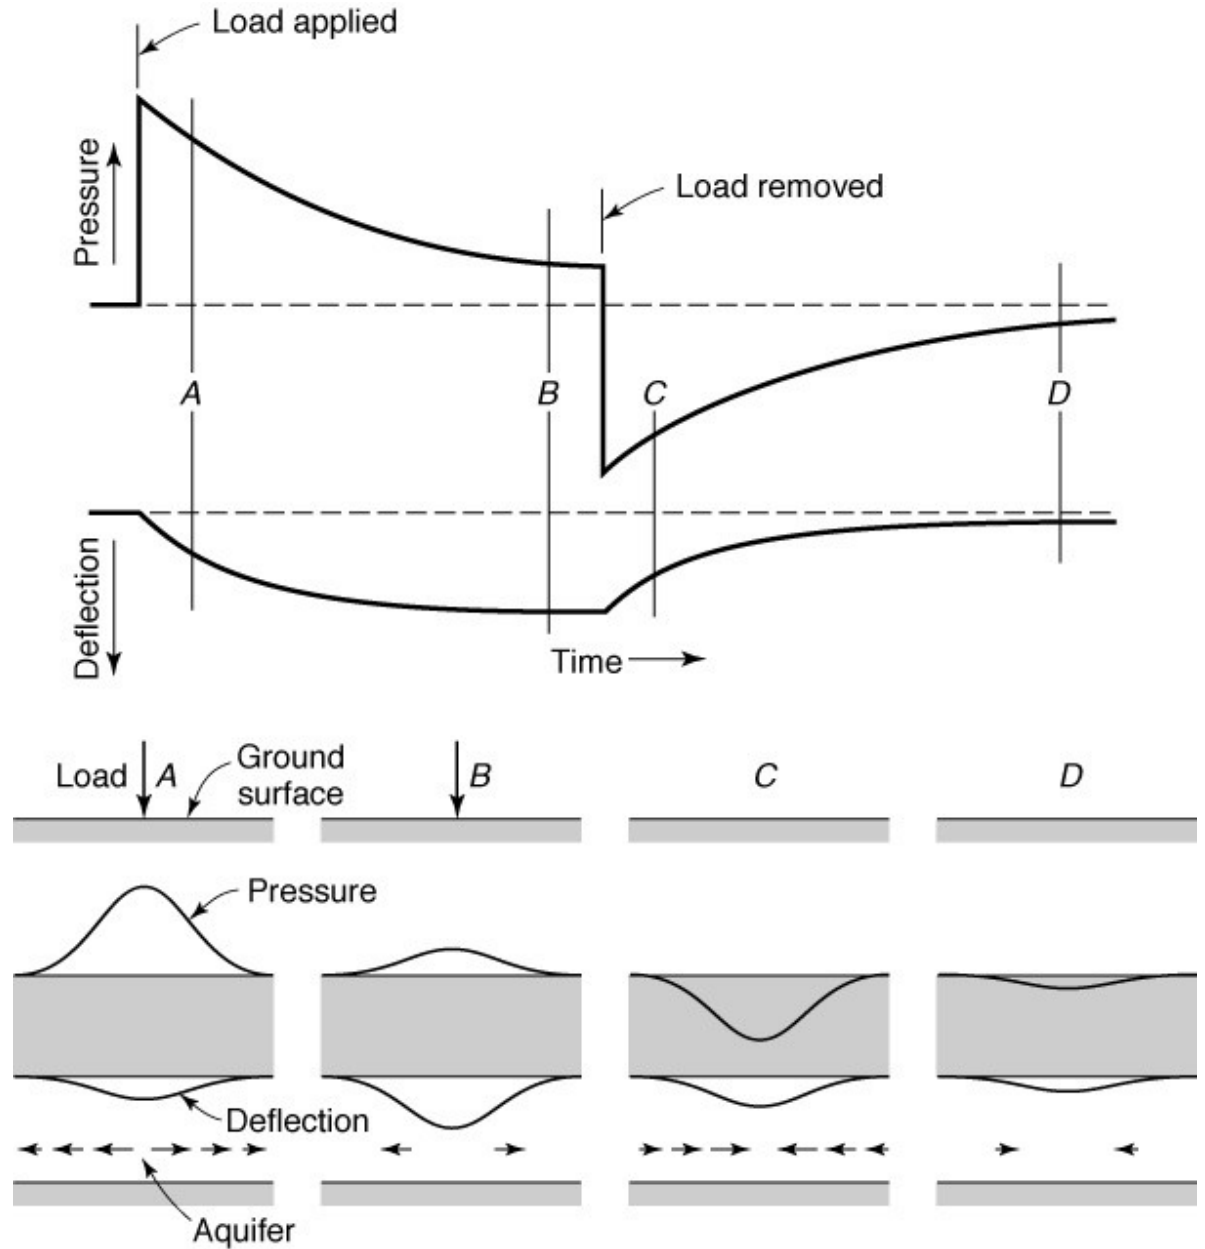 Load applied
Pressure
Load removed
A
B
C
D
Deflection
Time
Load
A
Ground
surface
B
C
D
Pressure
Deflection
Aquifer